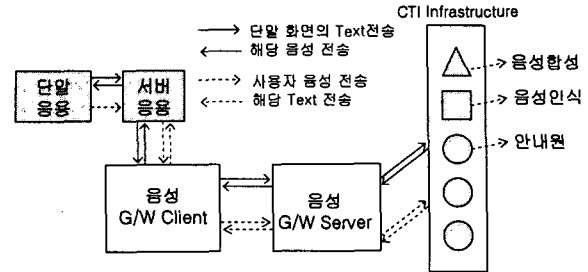 CTI Infrastructure
단말 화면의 Text전송
해당 음성 전송
사용자 음성 전송
해당 Text 전송
음성합성
음성인식
안내원
단말
응용
서버
응용
음성
G/W Client
음성
G/W Server